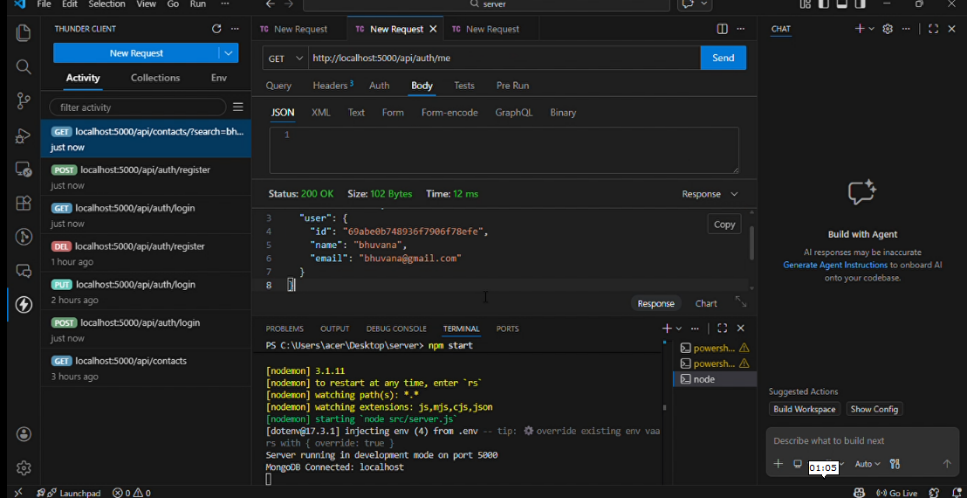 File Edit Selection View Go Run ···
server
THUNDER CLIENT
New Request
Activity Collections Env
filter activity
GET localhost:5000/api/contacts/?search=bh...
just now
POST localhost:5000/api/auth/register
just now
GET localhost:5000/api/auth/login
just now
DEL localhost:5000/api/auth/register
1 hour ago
PUT localhost:5000/api/auth/login
2 hours ago
POST localhost:5000/api/auth/login
just now
GET localhost:5000/api/contacts
3 hours ago
TC New Request TC New Request × TC New Request
GET http://localhost:5000/api/auth/me Send
Query Headers 3 Auth Body Tests Pre Run
JSON XML Text Form Form-encode GraphQL Binary
1
Status: 200 OK Size: 102 Bytes Time: 12 ms Response
3 "user": {
4 "id": "69abe0b748936f7906f78efe",
5 "name": "bhuvana",
6 "email": "bhuvana@gmail.com"
7 }
8 }
Copy
Response Chart
PROBLEMS OUTPUT DEBUG CONSOLE TERMINAL PORTS
PS C:\Users\acer\Desktop\server> npm start
[nodemon] 3.1.11
[nodemon] to restart at any time, enter `rs`
[nodemon] watching path(s): *.*
[nodemon] watching extensions: js,mjs,cjs,json
[nodemon] starting `node src/server.js`
[dotenv@17.3.1] injecting env (4) from .env -- tip: ⚙ override existing env vaa
rs with { override: true }
Server running in development mode on port 5000
MongoDB Connected: localhost
powersh...
powersh...
node
CHAT
Build with Agent
AI responses may be inaccurate
Generate Agent Instructions to onboard AI
onto your codebase.
Suggested Actions
Build Workspace Show Config
Describe what to build next
01:05 Auto
Launchpad 0 0 Go Live